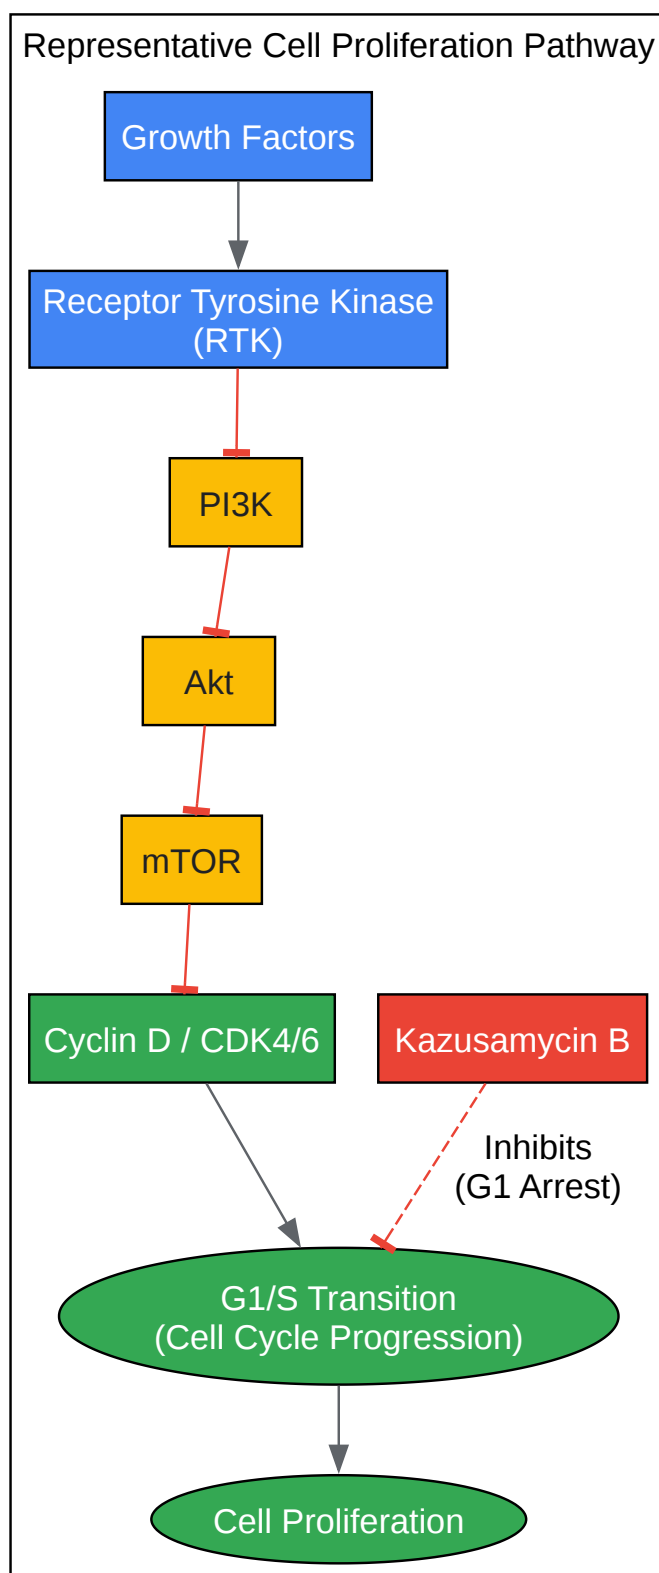 Representative Cell Proliferation Pathway
Growth Factors
Receptor Tyrosine Kinase
(RTK)
PI3K
Akt
mTOR
Cyclin D / CDK4/6
Kazusamycin B
Inhibits
(G1 Arrest)
G1/S Transition
(Cell Cycle Progression)
Cell Proliferation